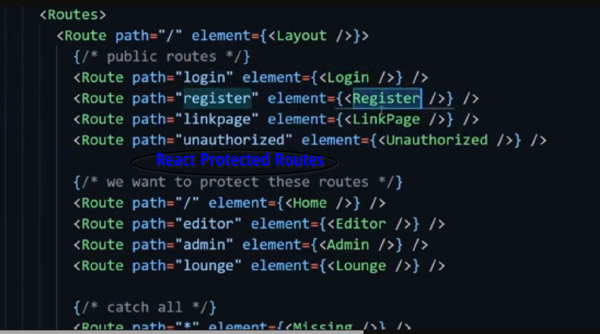 <Routes>
<Route path="/" element={<Layout />}>
{/* public routes */}
<Route path="login" element={<Login />} />
<Route path="register" element={<Register />} />
<Route path="linkpage" element={<LinkPage />} />
<Route path="unauthorized" element={<Unauthorized />} />
React Protected Routes
{/* we want to protect these routes */}
<Route path="/" element={<Home />} />
<Route path="editor" element={<Editor />} />
<Route path="admin" element={<Admin />} />
<Route path="lounge" element={<Lounge />} />
{/* catch all */}
<Route path="*" element={<Missing />} />